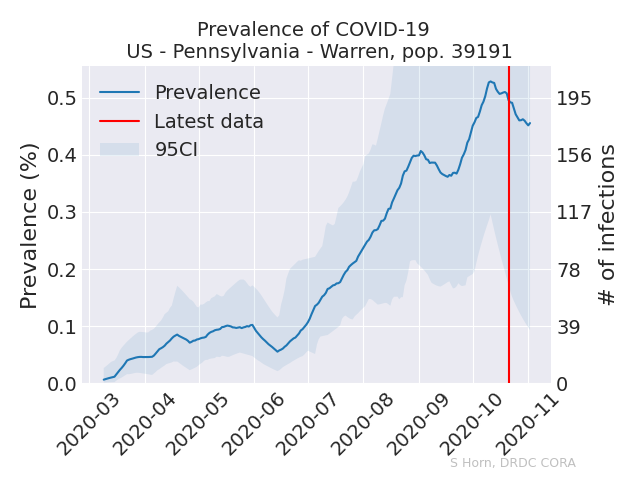 Prevalence of COVID-19
US - Pennsylvania - Warren, pop. 39191
Prevalence
Latest data
95CI
Prevalence (%)
0.5
0.4
0.3
0.2
0.1
0.0
195
156
117
78
39
0
# of infections
2020-03
2020-04
2020-05
2020-06
2020-07
2020-08
2020-09
2020-10
2020-11
S Horn, DRDC CORA